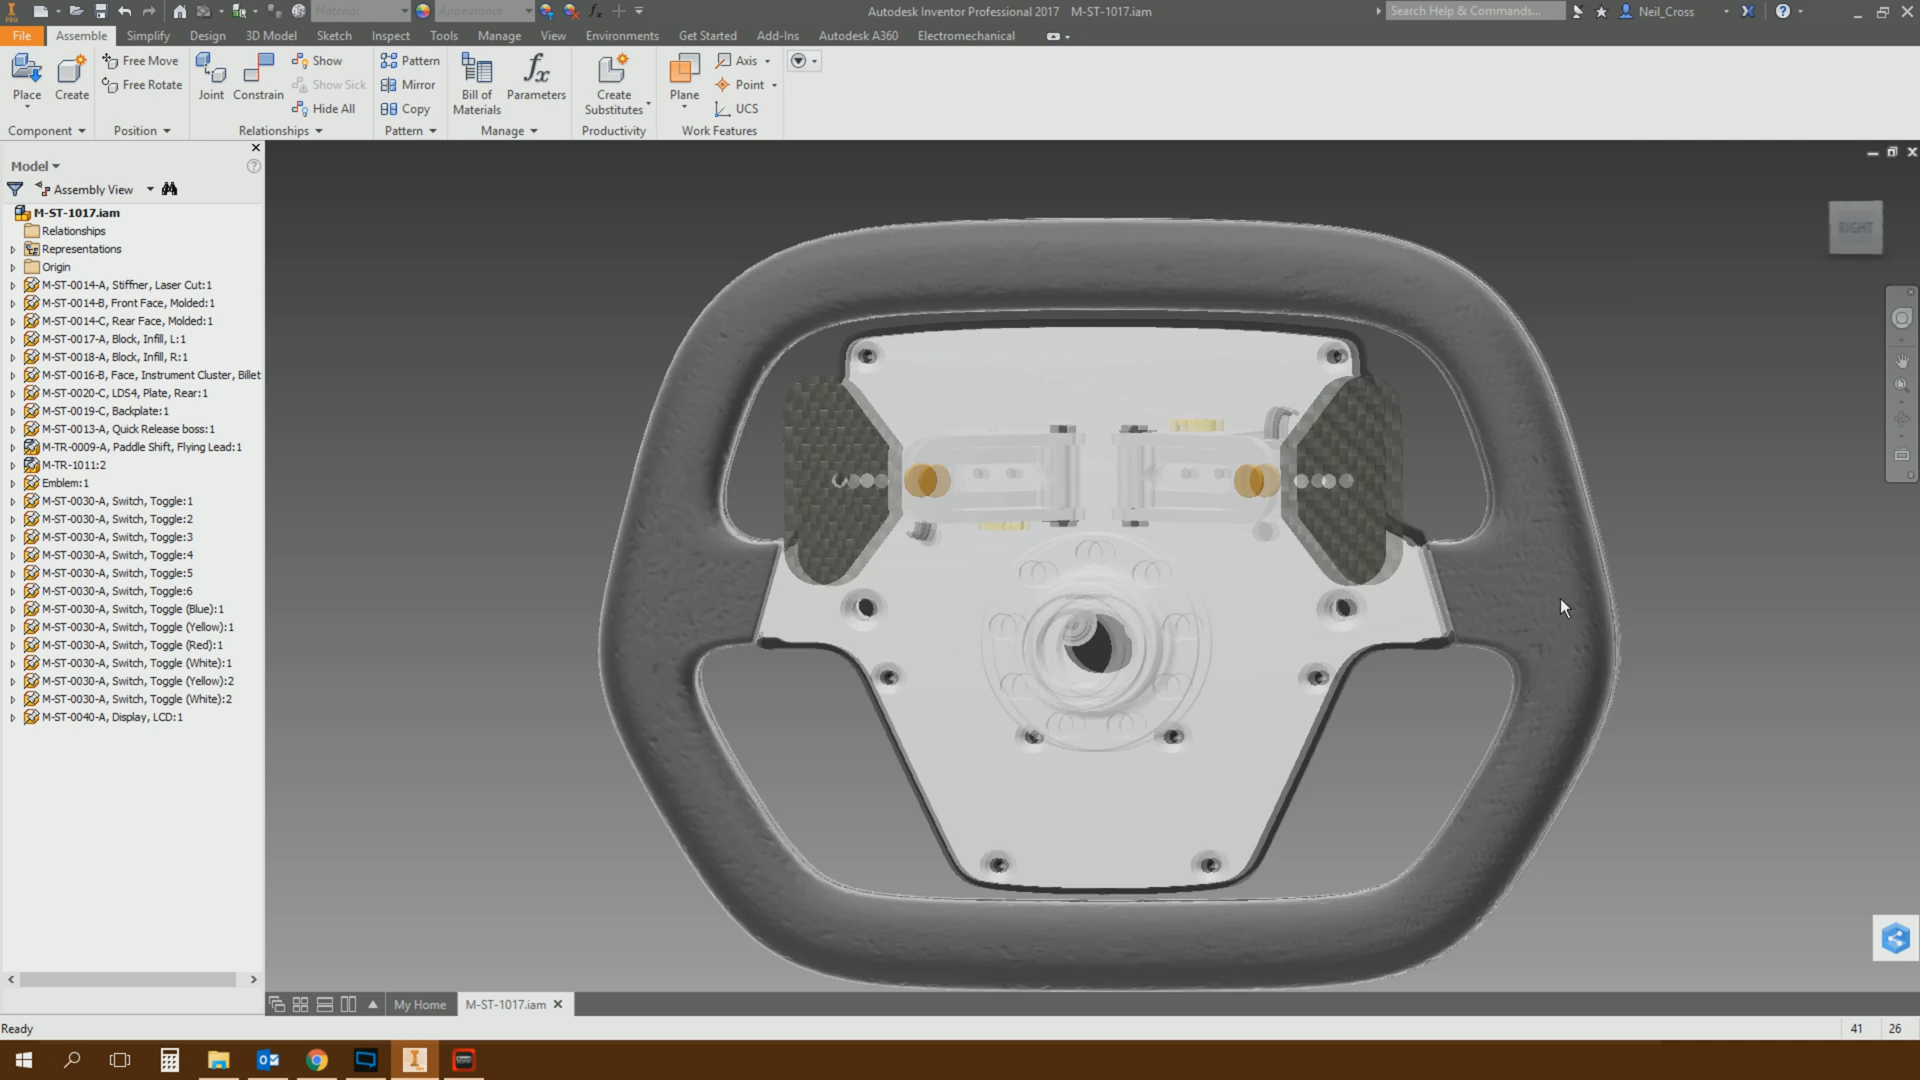 PRO
Material
Appearance
fx
Autodesk Inventor Professional 2017 M-ST-1017.iam
Search Help & Commands...
Neil_Cross
File
Assemble
Simplify
Design
3D Model
Sketch
Inspect
Tools
Manage
View
Environments
Get Started
Add-Ins
Autodesk A360
Electromechanical
Place
Create
Free Move
Free Rotate
Joint
Constrain
Show
Show Sick
Hide All
Pattern
Mirror
Copy
Bill of
Materials
fx
Parameters
Create
Substitutes
Plane
Axis
Point
UCS
Component
Position
Relationships
Pattern
Manage
Productivity
Work Features
Model
Assembly View
M-ST-1017.iam
Relationships
Representations
Origin
M-ST-0014-A, Stiffner, Laser Cut:1
M-ST-0014-B, Front Face, Molded:1
M-ST-0014-C, Rear Face, Molded:1
M-ST-0017-A, Block, Infill, L:1
M-ST-0018-A, Block, Infill, R:1
M-ST-0016-B, Face, Instrument Cluster, Billet
M-ST-0020-C, LDS4, Plate, Rear:1
M-ST-0019-C, Backplate:1
M-ST-0013-A, Quick Release boss:1
M-TR-0009-A, Paddle Shift, Flying Lead:1
M-TR-1011:2
Emblem:1
M-ST-0030-A, Switch, Toggle:1
M-ST-0030-A, Switch, Toggle:2
M-ST-0030-A, Switch, Toggle:3
M-ST-0030-A, Switch, Toggle:4
M-ST-0030-A, Switch, Toggle:5
M-ST-0030-A, Switch, Toggle:6
M-ST-0030-A, Switch, Toggle (Blue):1
M-ST-0030-A, Switch, Toggle (Yellow):1
M-ST-0030-A, Switch, Toggle (Red):1
M-ST-0030-A, Switch, Toggle (White):1
M-ST-0030-A, Switch, Toggle (Yellow):2
M-ST-0030-A, Switch, Toggle (White):2
M-ST-0040-A, Display, LCD:1
RIGHT
My Home
M-ST-1017.iam
Ready
41 26